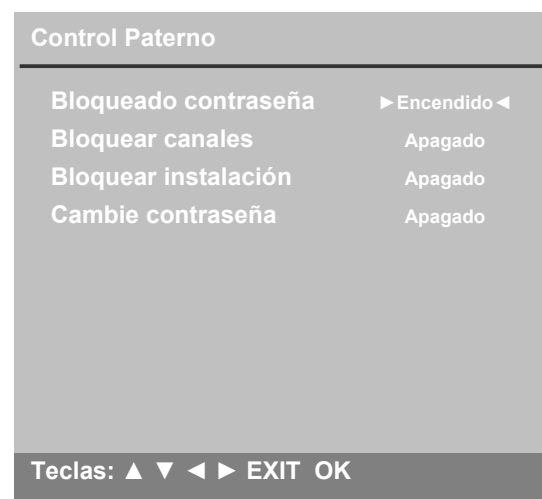 Control Paterno
Bloqueado contraseña ►Encendido◄
Bloquear canales Apagado
Bloquear instalación Apagado
Cambie contraseña Apagado
Teclas: ▲ ▼ ◄ ► EXIT OK